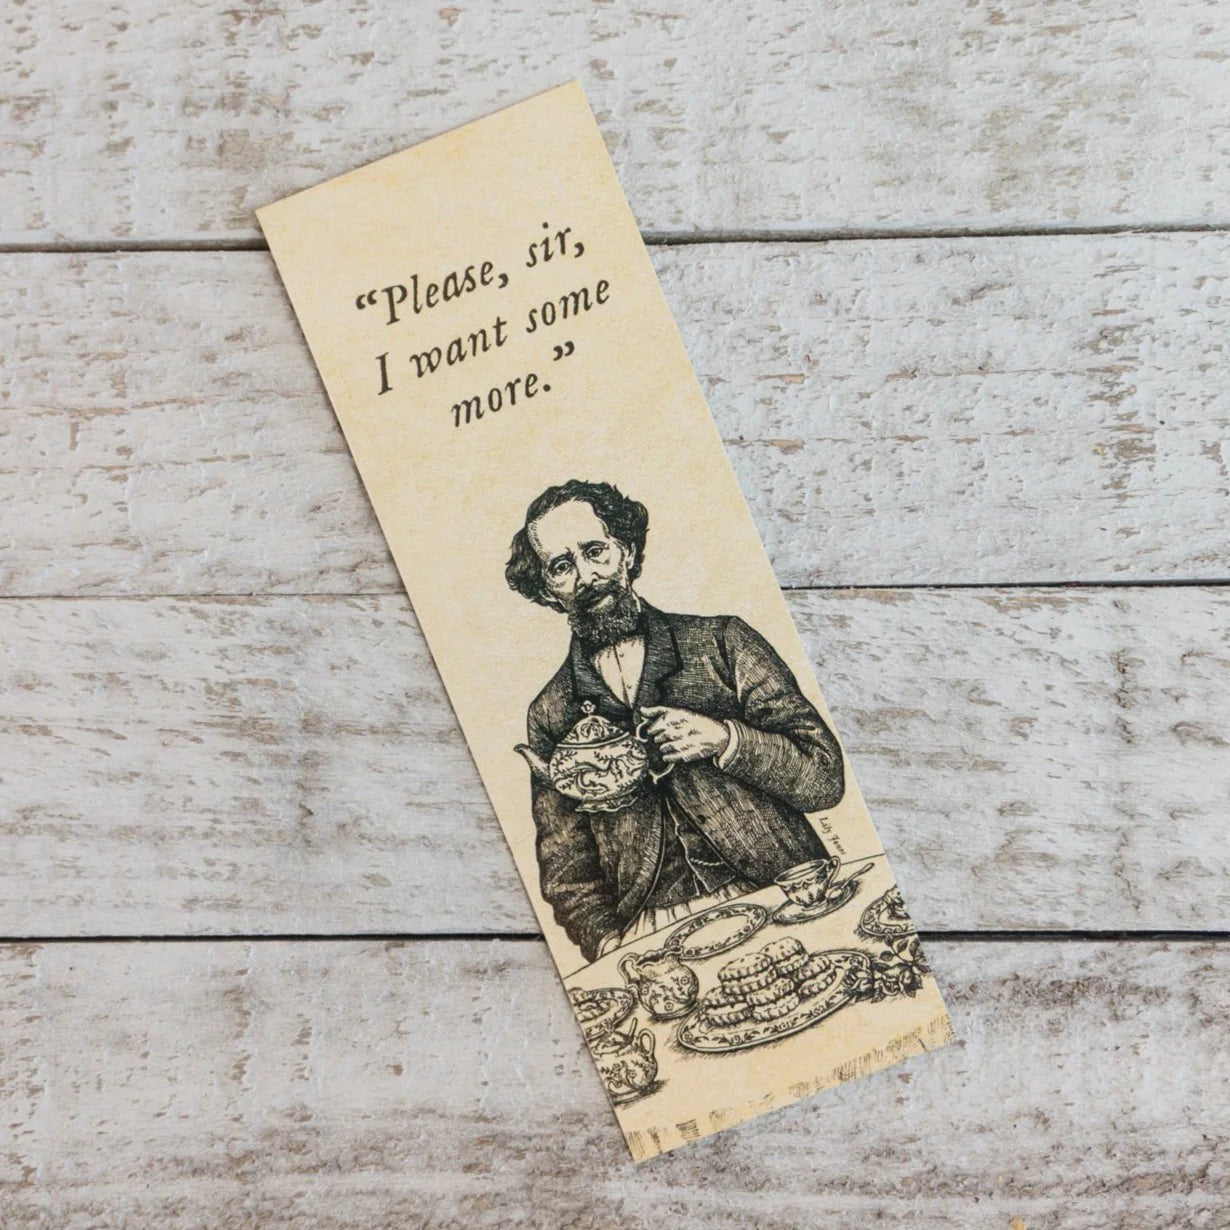 “Please, sir,
I want some
more.”